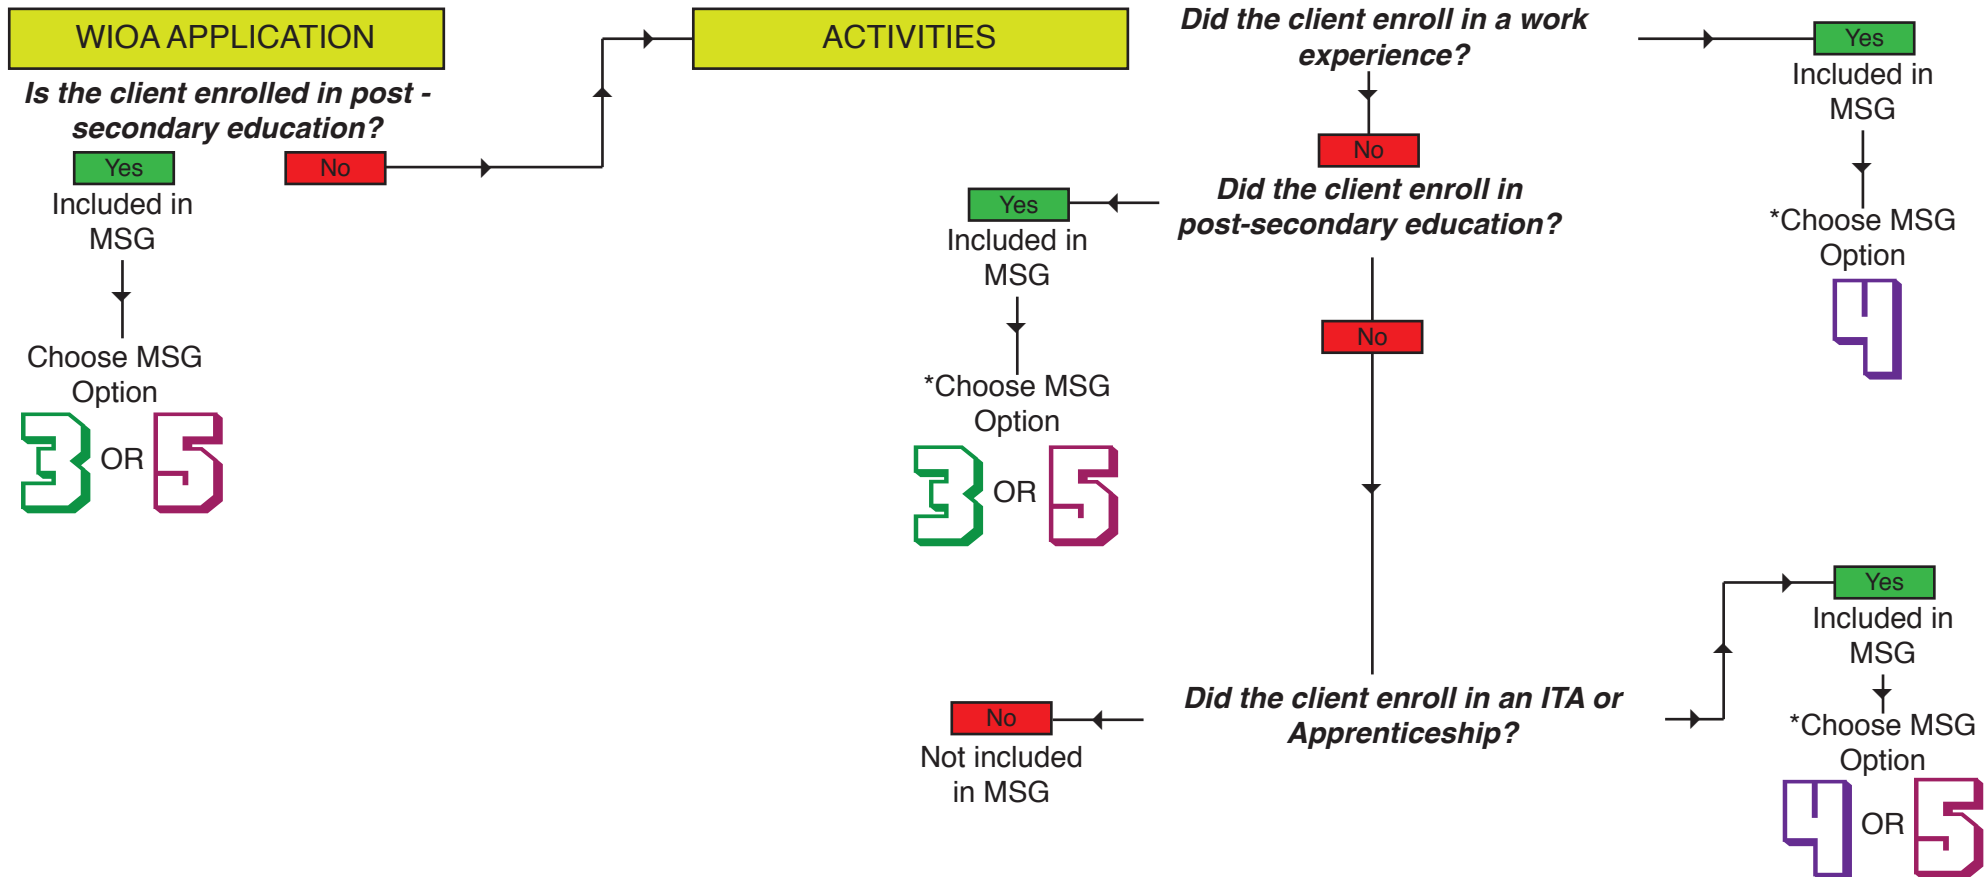 WIOA APPLICATION
Is the client enrolled in post -
secondary education?
Yes
No
Included in
MSG
Choose MSG
Option
3 OR 5
ACTIVITIES
Did the client enroll in a work
experience?
Yes
Included in
MSG
*Choose MSG
Option
4
No
Did the client enroll in
post-secondary education?
Yes
Included in
MSG
*Choose MSG
Option
3 OR 5
No
Did the client enroll in an ITA or
Apprenticeship?
No
Not included
in MSG
Yes
Included in
MSG
*Choose MSG
Option
4 OR 5